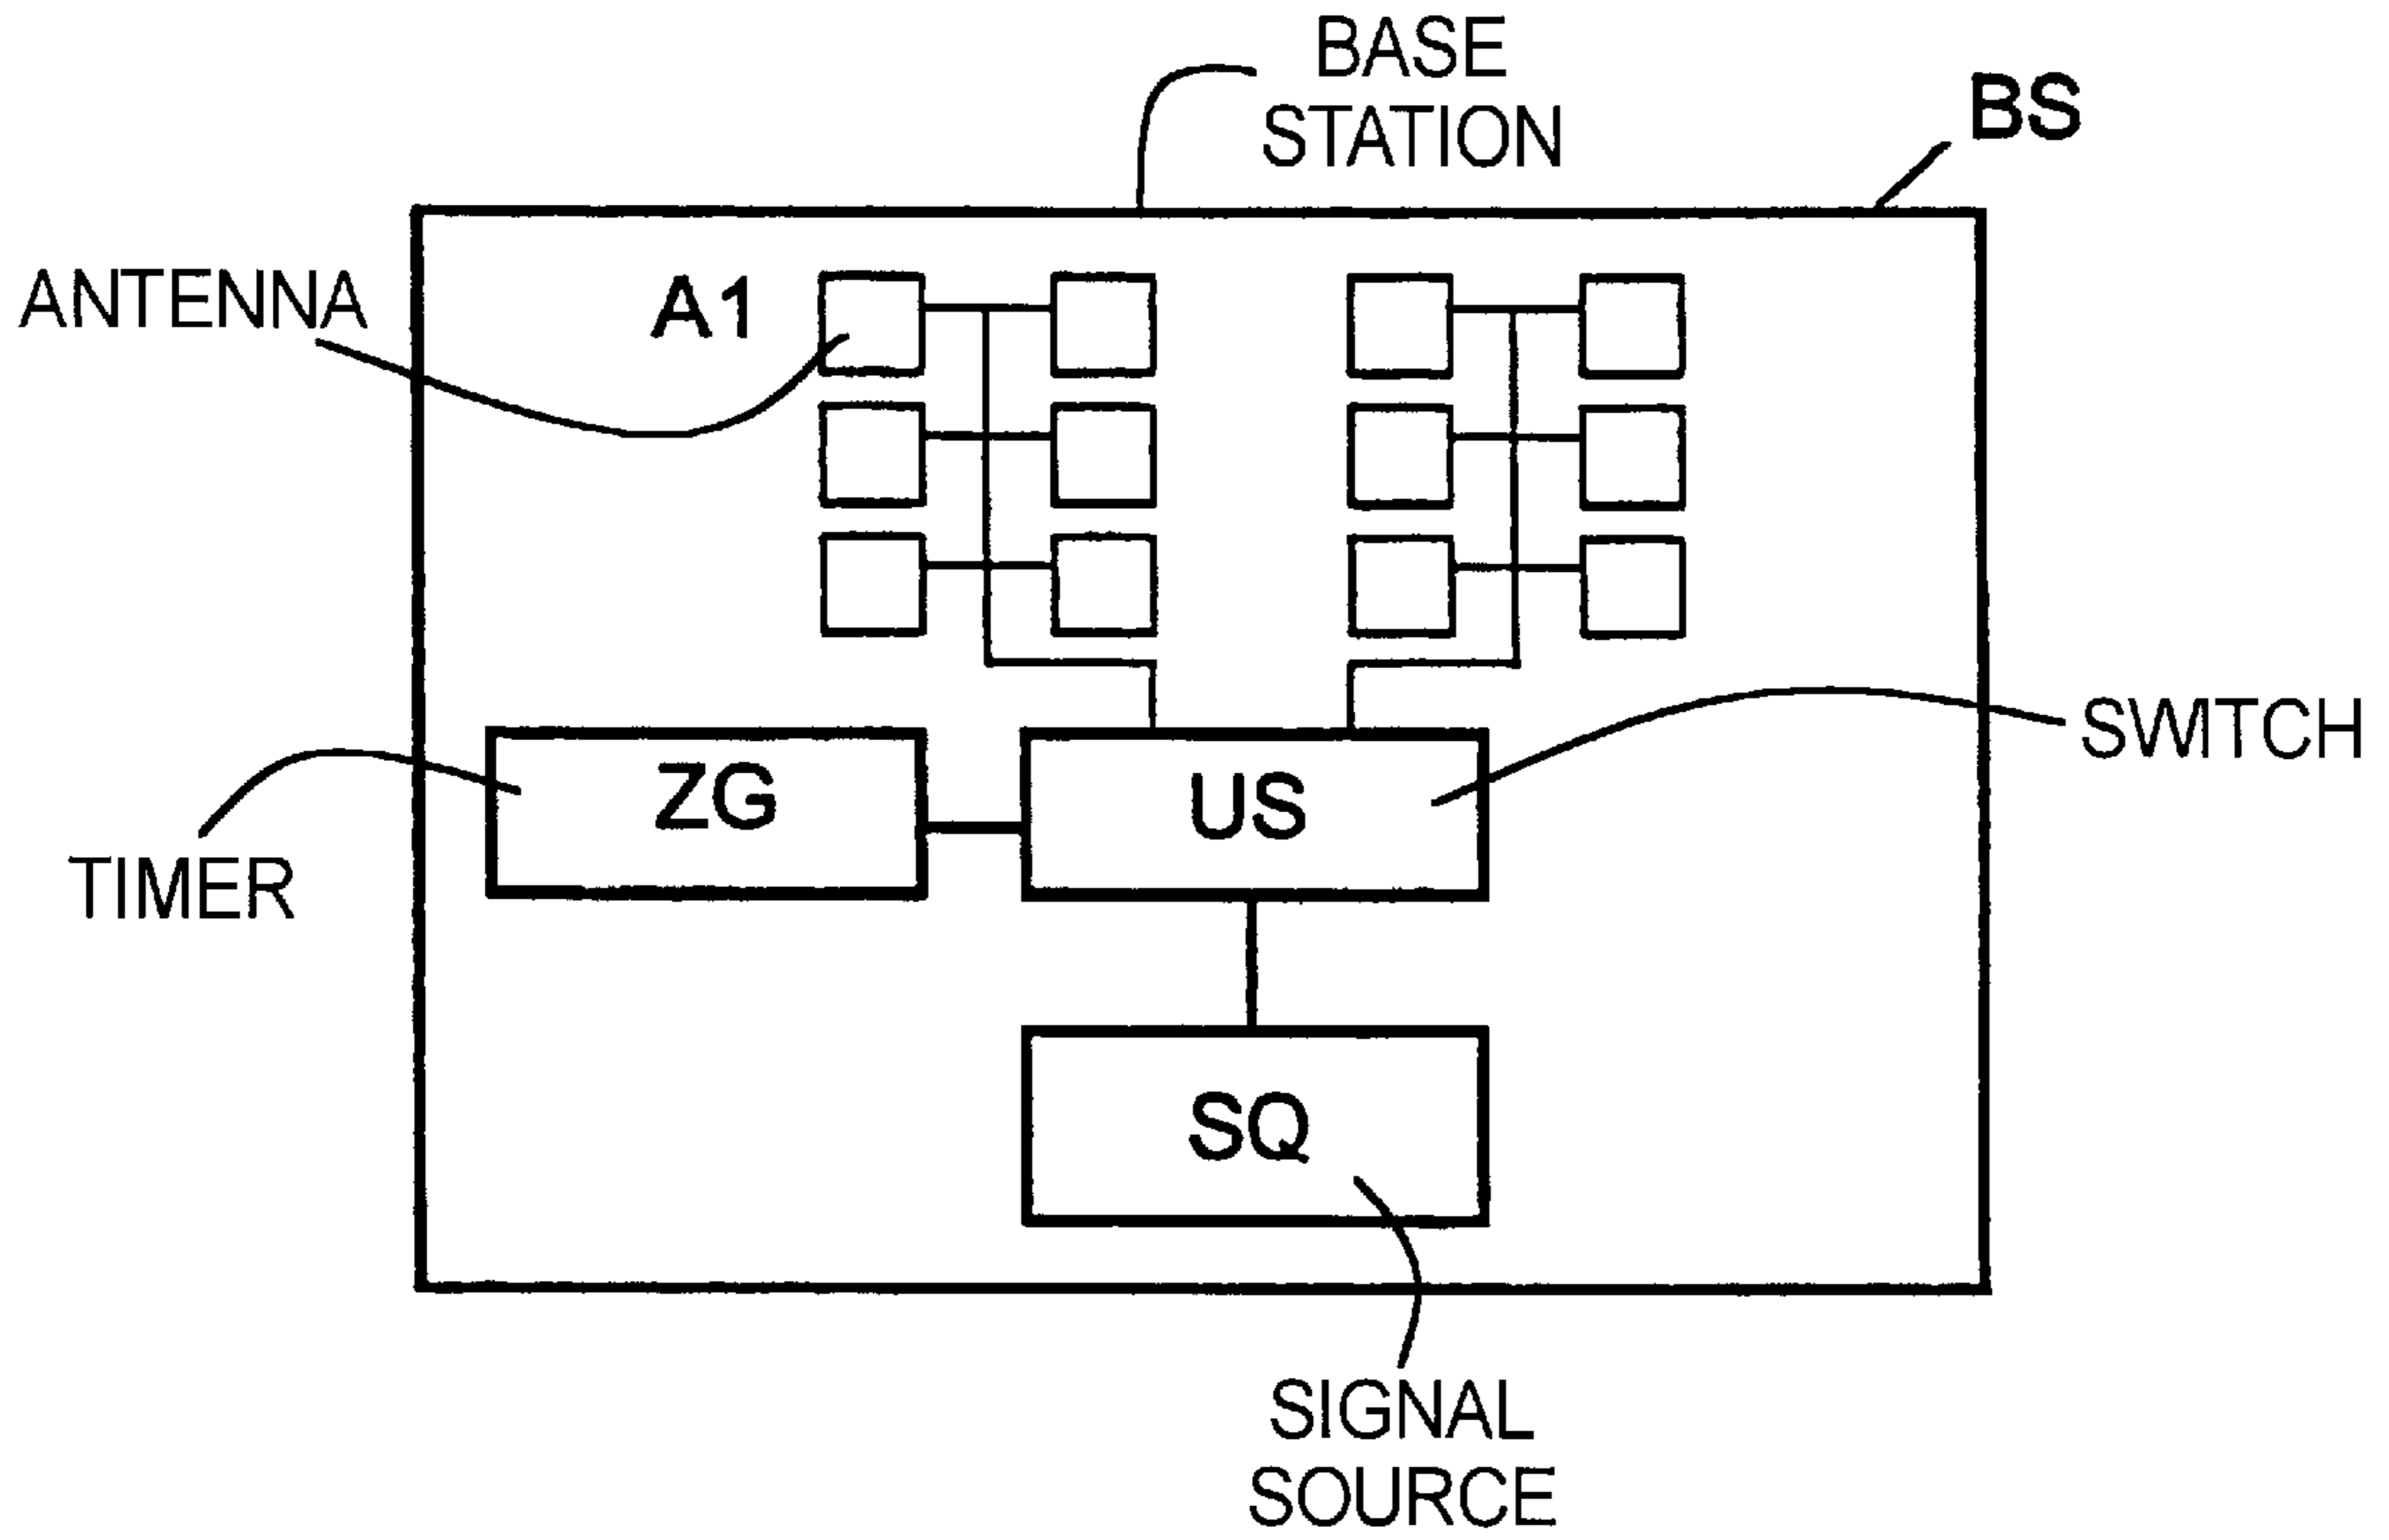 BASE
STATION
BS
ANTENNA
A1
SWITCH
ZG
US
TIMER
SQ
SIGNAL
SOURCE